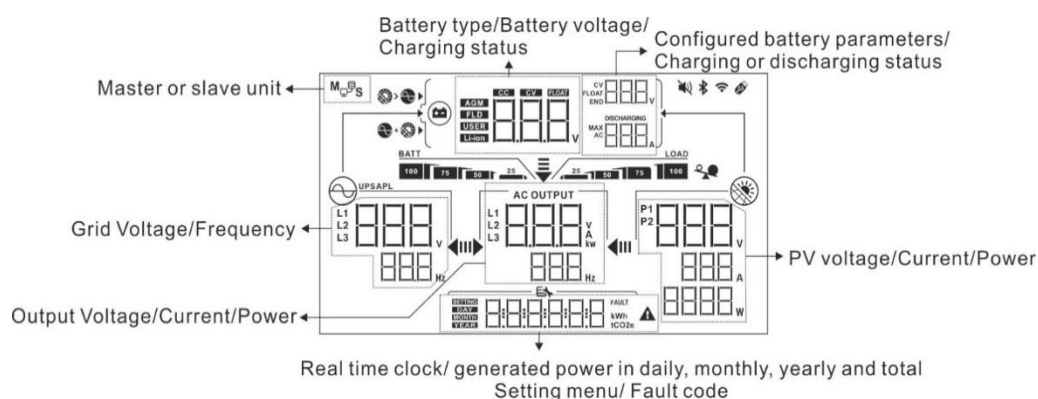 Battery type/Battery voltage/
Charging status
Configured battery parameters/
Charging or discharging status
Master or slave unit
M S
CC CV FLOAT
AGM
FLD
USER
Li-ion
V
CV
FLOAT
END
V
DISCHARGING
MAX
AC
A
BATT
LOAD
100 75 50 25
25 50 75 100
UPSAPL
L1
L2
L3
V
Hz
AC OUTPUT
L1
L2
L3
V
A
kw
Hz
P1
P2
V
A
W
Grid Voltage/Frequency
PV voltage/Current/Power
Output Voltage/Current/Power
SETTING
DAY
MONTH
YEAR
FAULT
kWh
tCO2e
Real time clock/ generated power in daily, monthly, yearly and total
Setting menu/ Fault code